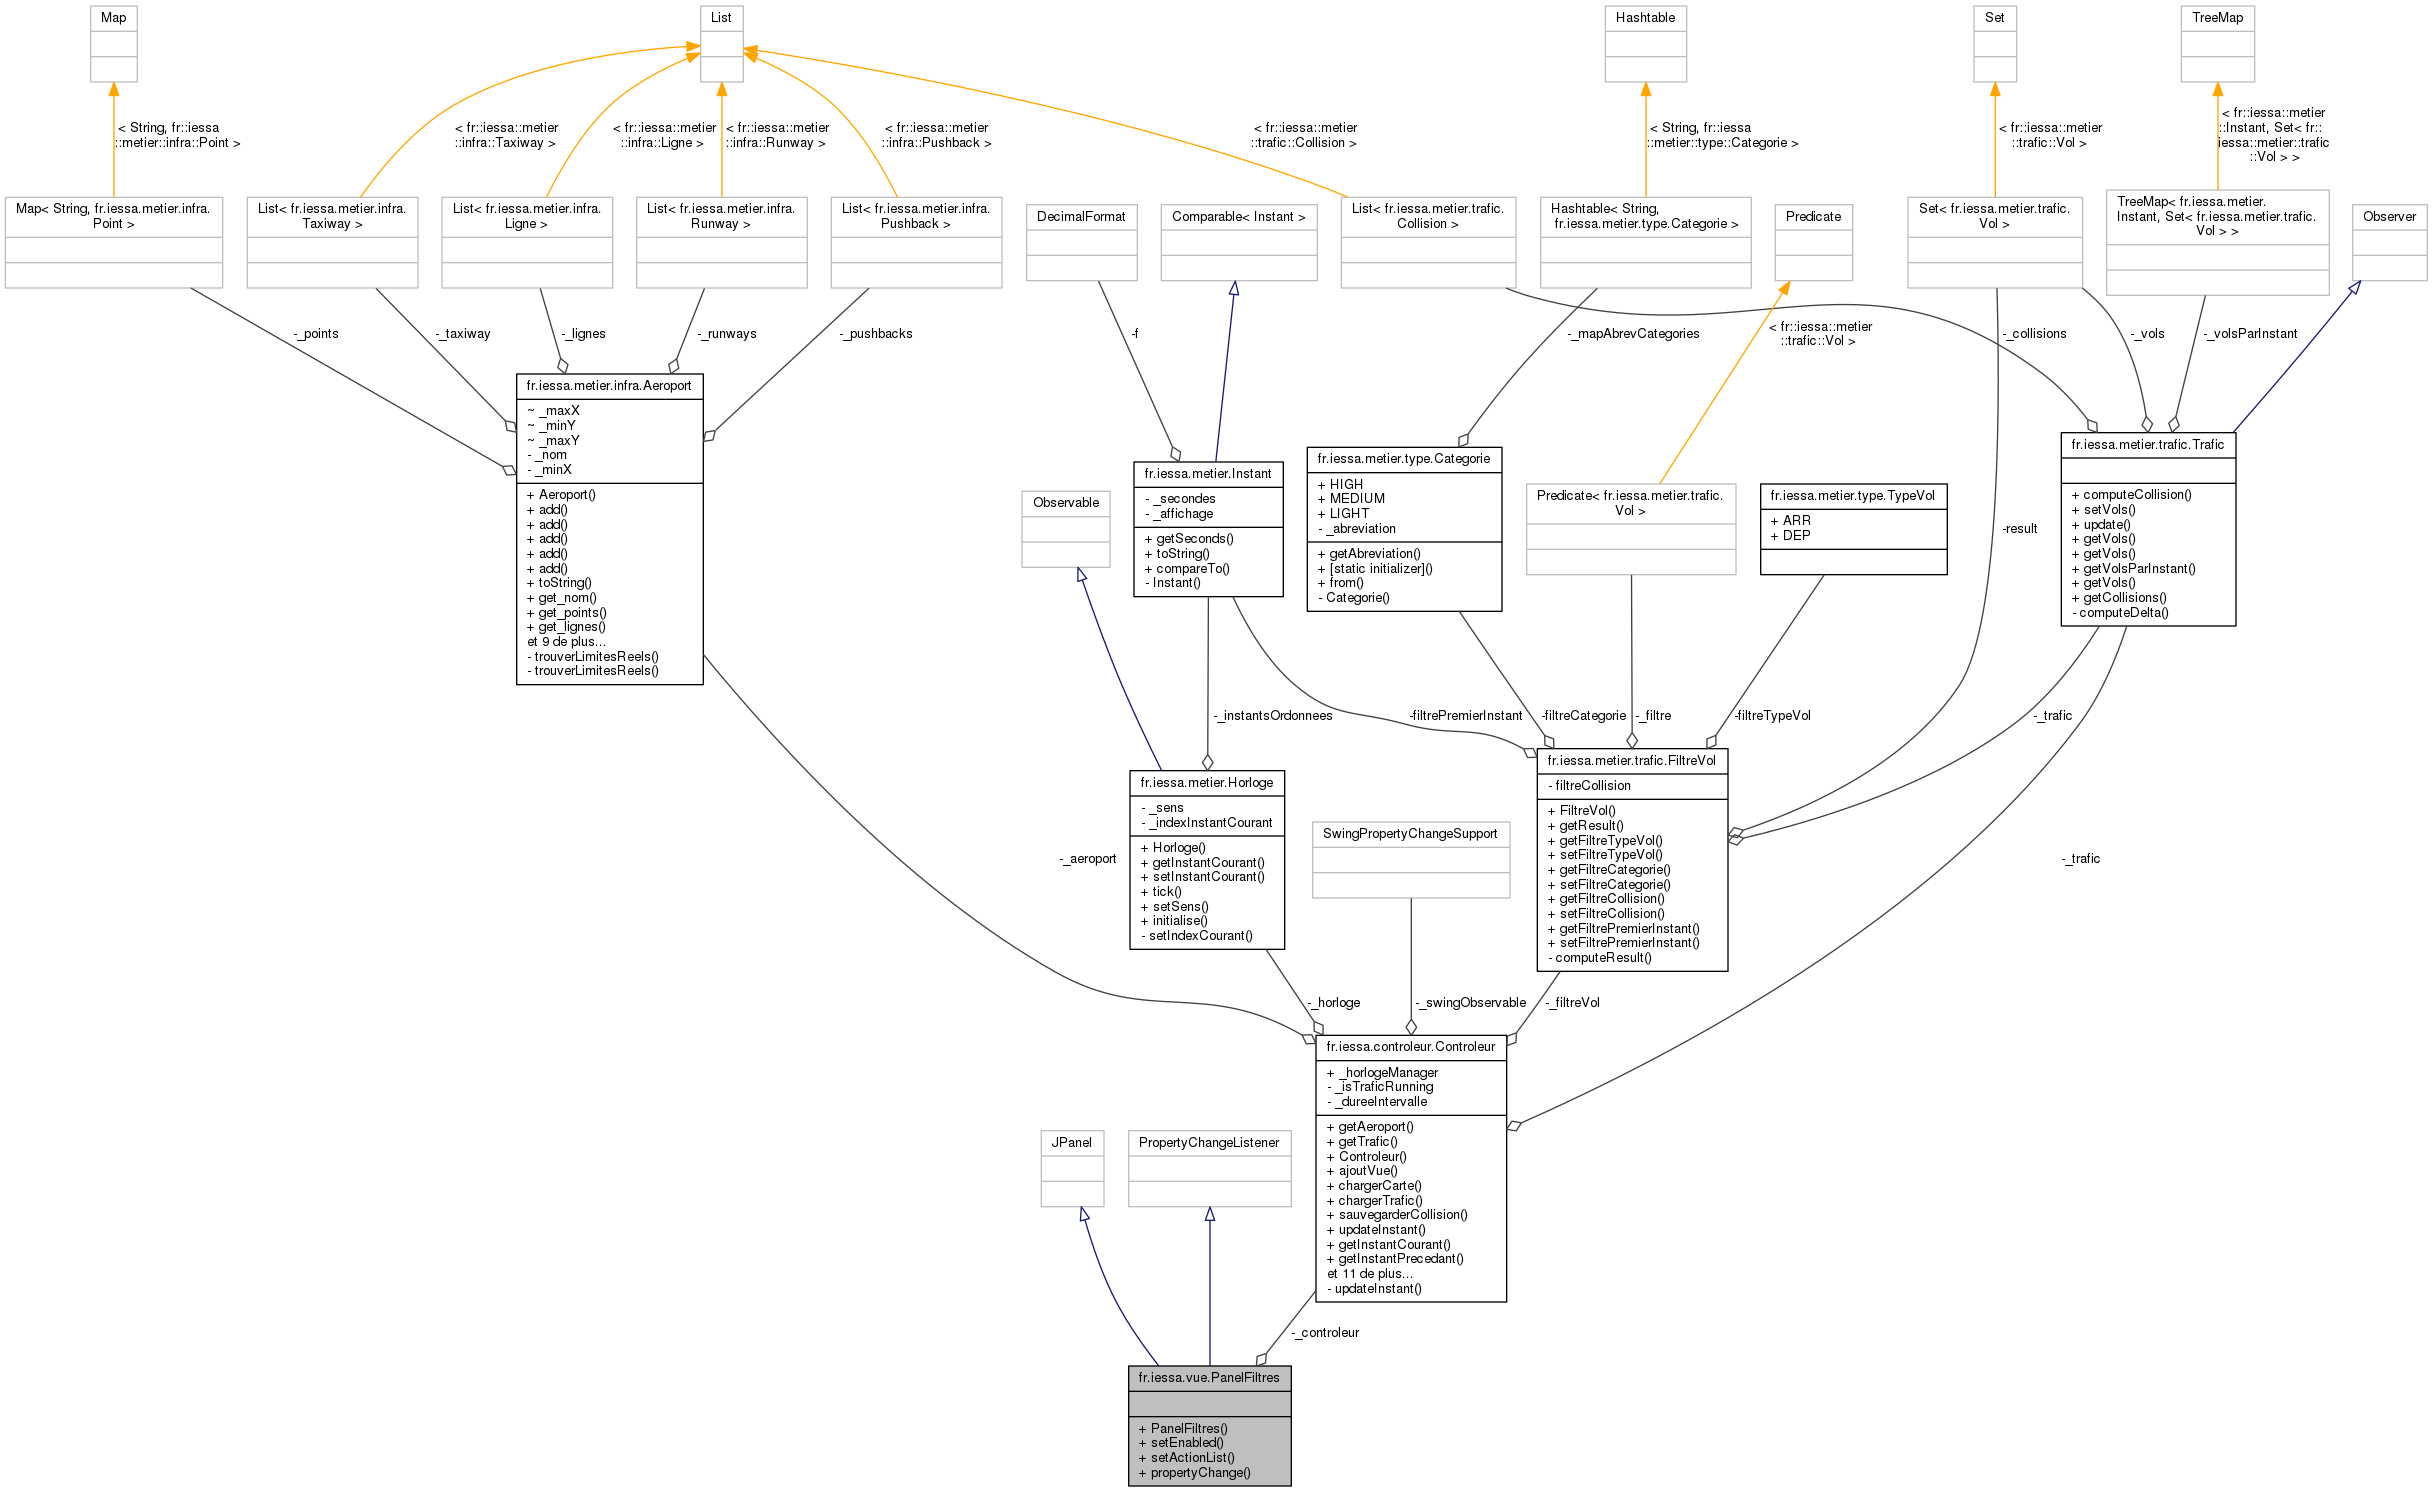 Map
List
Hashtable
Set
TreeMap
< String, fr::iessa
::metier::infra::Point >
< fr::iessa::metier
::infra::Taxiway >
< fr::iessa::metier
::infra::Ligne >
< fr::iessa::metier
::infra::Runway >
< fr::iessa::metier
::infra::Pushback >
< fr::iessa::metier
::trafic::Collision >
< String, fr::iessa
::metier::type::Categorie >
< fr::iessa::metier
::trafic::Vol >
< fr::iessa::metier
::Instant, Set< fr::
iessa::metier::trafic
::Vol > >
Map< String, fr.iessa.metier.infra.
Point >
List< fr.iessa.metier.infra.
Taxiway >
List< fr.iessa.metier.infra.
Ligne >
List< fr.iessa.metier.infra.
Runway >
List< fr.iessa.metier.infra.
Pushback >
DecimalFormat
Comparable< Instant >
List< fr.iessa.metier.trafic.
Collision >
Hashtable< String,
fr.iessa.metier.type.Categorie >
Predicate
Set< fr.iessa.metier.trafic.
Vol >
TreeMap< fr.iessa.metier.
Instant, Set< fr.iessa.metier.trafic.
Vol > >
Observer
-_points
-_taxiway
-_lignes
-_runways
-_pushbacks
-f
-_mapAbrevCategories
< fr::iessa::metier
::trafic::Vol >
-_collisions
-_vols
-_volsParInstant
fr.iessa.metier.infra.Aeroport
~ _maxX
~ _minY
~ _maxY
- _nom
- _minX
+ Aeroport()
+ add()
+ add()
+ add()
+ add()
+ add()
+ toString()
+ get_nom()
+ get_points()
+ get_lignes()
et 9 de plus...
- trouverLimitesReels()
- trouverLimitesReels()
Observable
fr.iessa.metier.Instant
- _secondes
- _affichage
+ getSeconds()
+ toString()
+ compareTo()
- Instant()
fr.iessa.metier.type.Categorie
+ HIGH
+ MEDIUM
+ LIGHT
- _abreviation
+ getAbreviation()
+ [static initializer]()
+ from()
- Categorie()
Predicate< fr.iessa.metier.trafic.
Vol >
fr.iessa.metier.type.TypeVol
+ ARR
+ DEP
-result
fr.iessa.metier.trafic.Trafic
+ computeCollision()
+ setVols()
+ update()
+ getVols()
+ getVols()
+ getVolsParInstant()
+ getVols()
+ getCollisions()
- computeDelta()
-_instantsOrdonnees
-filtrePremierInstant
-filtreCategorie
-_filtre
-filtreTypeVol
-_trafic
fr.iessa.metier.Horloge
- _sens
- _indexInstantCourant
+ Horloge()
+ getInstantCourant()
+ setInstantCourant()
+ tick()
+ setSens()
+ initialise()
- setIndexCourant()
fr.iessa.metier.trafic.FiltreVol
- filtreCollision
+ FiltreVol()
+ getResult()
+ getFiltreTypeVol()
+ setFiltreTypeVol()
+ getFiltreCategorie()
+ setFiltreCategorie()
+ getFiltreCollision()
+ setFiltreCollision()
+ getFiltrePremierInstant()
+ setFiltrePremierInstant()
- computeResult()
SwingPropertyChangeSupport
-_aeroport
-_trafic
-_horloge
-_swingObservable
-_filtreVol
fr.iessa.controleur.Controleur
+ _horlogeManager
- _isTraficRunning
- _dureeIntervalle
+ getAeroport()
+ getTrafic()
+ Controleur()
+ ajoutVue()
+ chargerCarte()
+ chargerTrafic()
+ sauvegarderCollision()
+ updateInstant()
+ getInstantCourant()
+ getInstantPrecedant()
et 11 de plus...
- updateInstant()
JPanel
PropertyChangeListener
-_controleur
fr.iessa.vue.PanelFiltres
+ PanelFiltres()
+ setEnabled()
+ setActionList()
+ propertyChange()